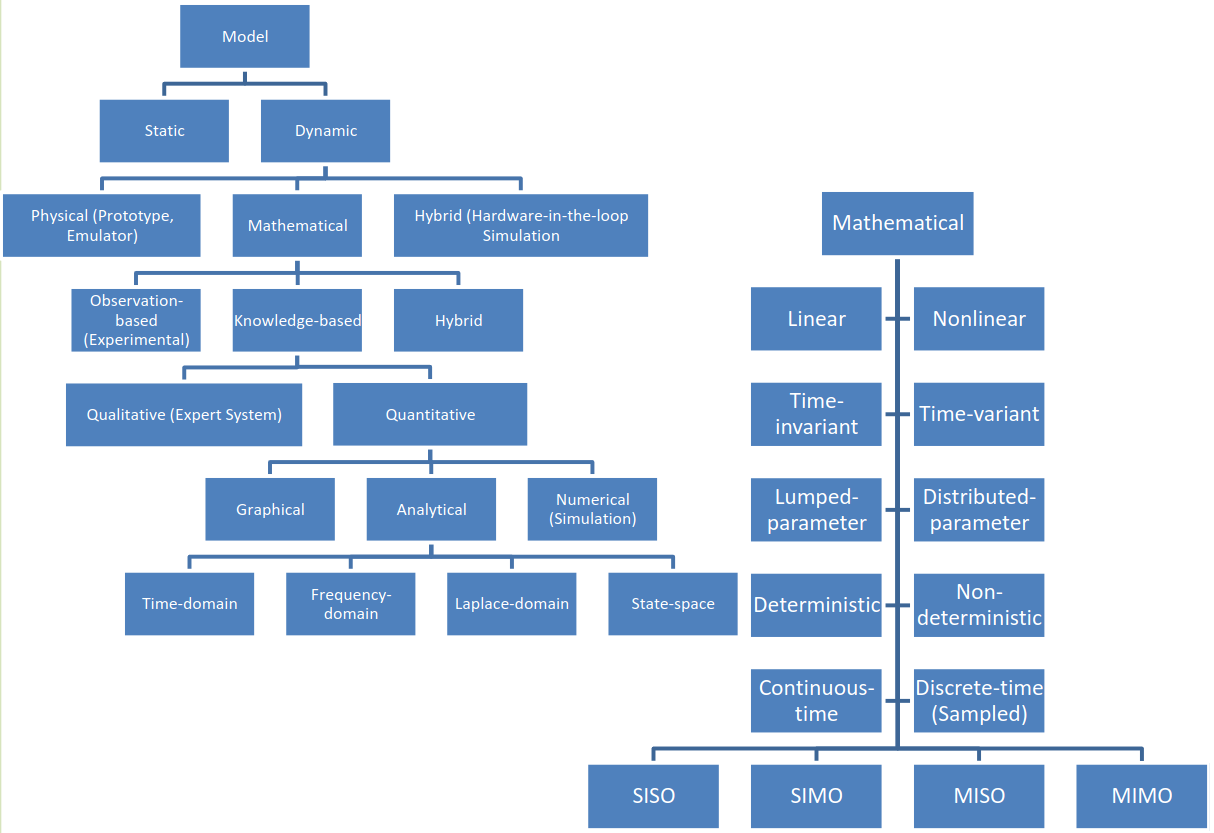 Model
Static
Dynamic
Physical (Prototype,
Emulator)
Mathematical
Hybrid (Hardware-in-the-loop
Simulation
Observation-
based
(Experimental)
Knowledge-based
Hybrid
Qualitative (Expert System)
Quantitative
Graphical
Analytical
Numerical
(Simulation)
Time-domain
Frequency-
domain
Laplace-domain
State-space
Mathematical
Linear
Nonlinear
Time-
invariant
Time-variant
Lumped-
parameter
Distributed-
parameter
Deterministic
Non-
deterministic
Continuous-
time
Discrete-time
(Sampled)
SISO
SIMO
MISO
MIMO